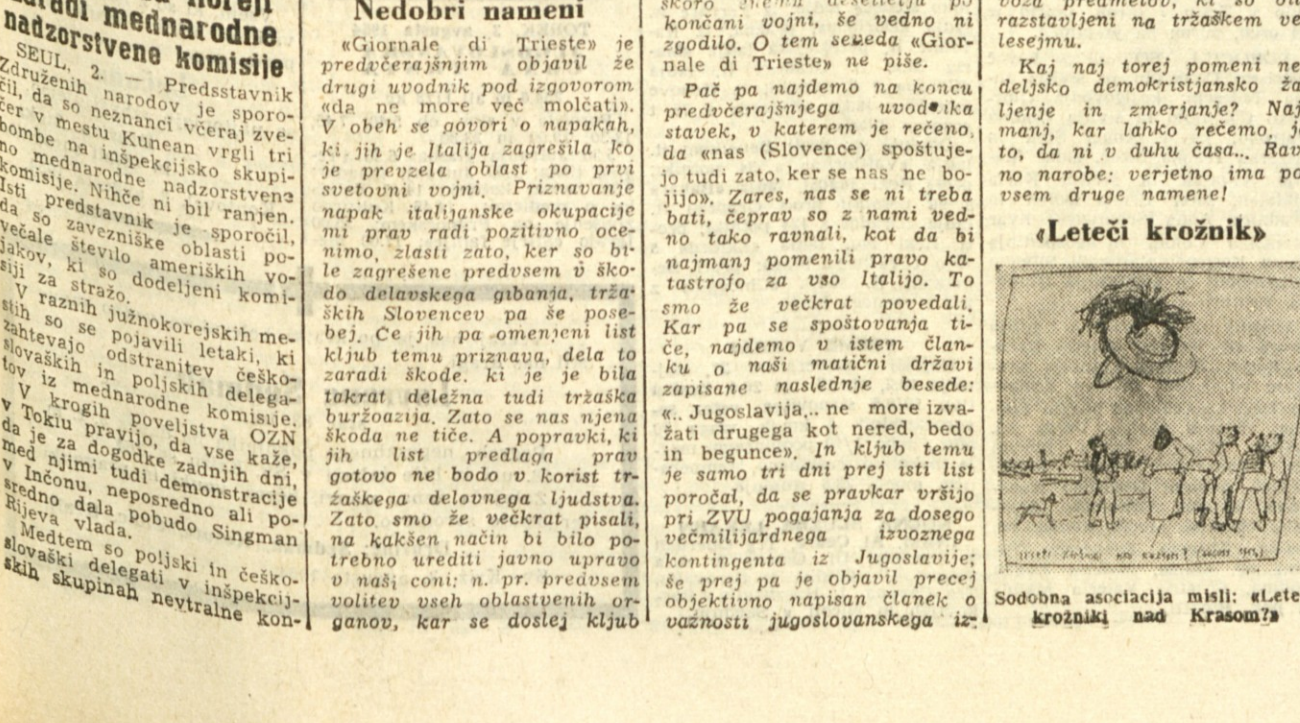 mednarodne
nadzorstvene komisije
SEUL, 2. — Predsstavnik
Združenih narodov je sporo-
čil, da so neznanci včeraj zve-
čer v mestu Kunean vrgli tri
bombe na inšpekcijsko skupi-
no mednarodne nadzorstvene
komisije. Nihče ni bil ranjen.
Isti predstavnik je sporočil,
da so zavezniške oblasti po-
večale število ameriških vo-
jakov, ki so dodeljeni komi-
siji za stražo.
V raznih južnokorejskih me-
stih so se pojavili letaki, ki
zahtevajo odstranitev češko-
slovaških in poljskih delega-
tov iz mednarodne komisije.
V krogih poveljstva OZN
v Tokiu pravijo, da vse kaže,
da je za dogodke zadnjih dni,
med njimi tudi demonstracije
v Inčonu, neposredno ali po-
sredno dala pobudo Singman
Rijeva vlada.
Medtem so poljski in češko-
slovaški delegati v inšpekcij-
skih skupinah nevtralne kon-
Nedobri nameni
«Giornale di Trieste» je
predvčerajšnjim objavil že
drugi uvodnik pod izgovorom
«da ne more več molčati».
V obeh se govori o napakah,
ki jih je Italija zagrešila ko
je prevzela oblast po prvi
svetovni vojni. Priznavanje
napak italijanske okupacije
mi prav radi pozitivno oce-
nimo, zlasti zato, ker so bi-
le zagrešene predvsem v ško-
do delavskega gibanja, trža-
ških Slovencev pa še pose-
bej. Če jih pa omenjeni list
kljub temu priznava, dela to
zaradi škode, ki je je bila
takrat deležna tudi tržaška
buržoazija. Zato se nas njena
škoda ne tiče. A popravki, ki
jih list predlaga prav
gotovo ne bodo v korist tr-
žaškega delovnega ljudstva.
Zato smo že večkrat pisali,
na kakšen način bi bilo po-
trebno urediti javno upravo
v naši coni: n. pr. predvsem
volitev vseh oblastvenih or-
ganov, kar se doslej kljub
skoro desetletja po
končani vojni, še vedno ni
zgodilo. O tem seveda «Gior-
nale di Trieste» ne piše.
Pač pa najdemo na koncu
predvčerajšnjega uvodnika
stavek, v katerem je rečeno,
da «nas (Slovence) spoštuje-
jo tudi zato, ker se nas ne bo-
jijo». Zares, nas se ni treba
bati, čeprav so z nami ved-
no tako ravnali, kot da bi
najmanj pomenili pravo ka-
tastrofo za vso Italijo. To
smo že večkrat povedali.
Kar pa se spoštovanja ti-
če, najdemo v istem član-
ku o naši matični državi
zapisane naslednje besede:
«.. Jugoslavija... ne more izva-
žati drugega kot nered, bedo
in begunce». In kljub temu
je samo tri dni prej isti list
poročal, da se pravkar vršijo
pri ZVU pogajanja za dosego
večmilijardnega izvoznega
kontingenta iz Jugoslavije;
še prej pa je objavil precej
objektivno napisan članek o
važnosti jugoslovanskega iz-
voza predmetov, ki so bili
razstavljeni na tržaškem ve-
lesejmu.
Kaj naj torej pomeni ne-
deljsko demokristjansko ža-
ljenje in zmerjanje? Naj-
manj, kar lahko rečemo, je
to, da ni v duhu časa... Rav-
no narobe: verjetno ima po-
vsem druge namene!
«Leteči krožnik»
Sodobna asociacija misli: «Lete
krožniki nad Krasom?»